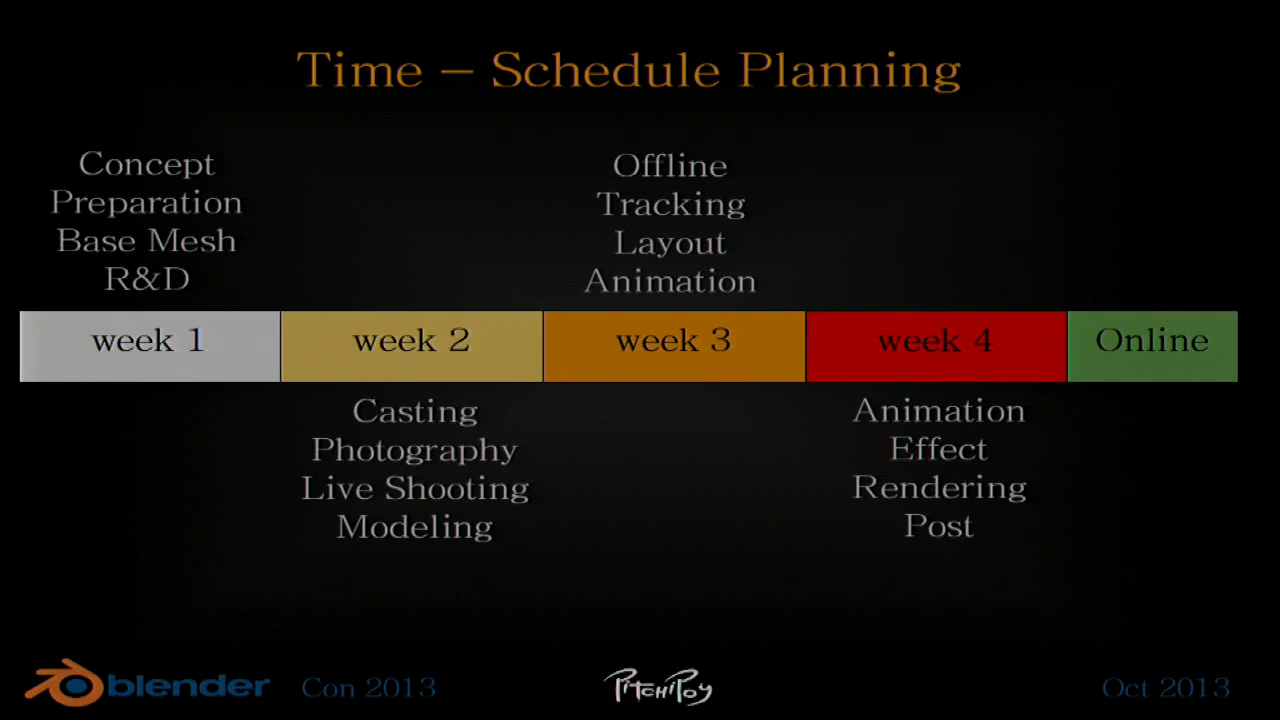 Time – Schedule Planning
Concept
Preparation
Base Mesh
R&D
Offline
Tracking
Layout
Animation
week 1
week 2
week 3
week 4
Online
Casting
Photography
Live Shooting
Modeling
Animation
Effect
Rendering
Post
blender
Con 2013
PitchiPoy
Oct 2013